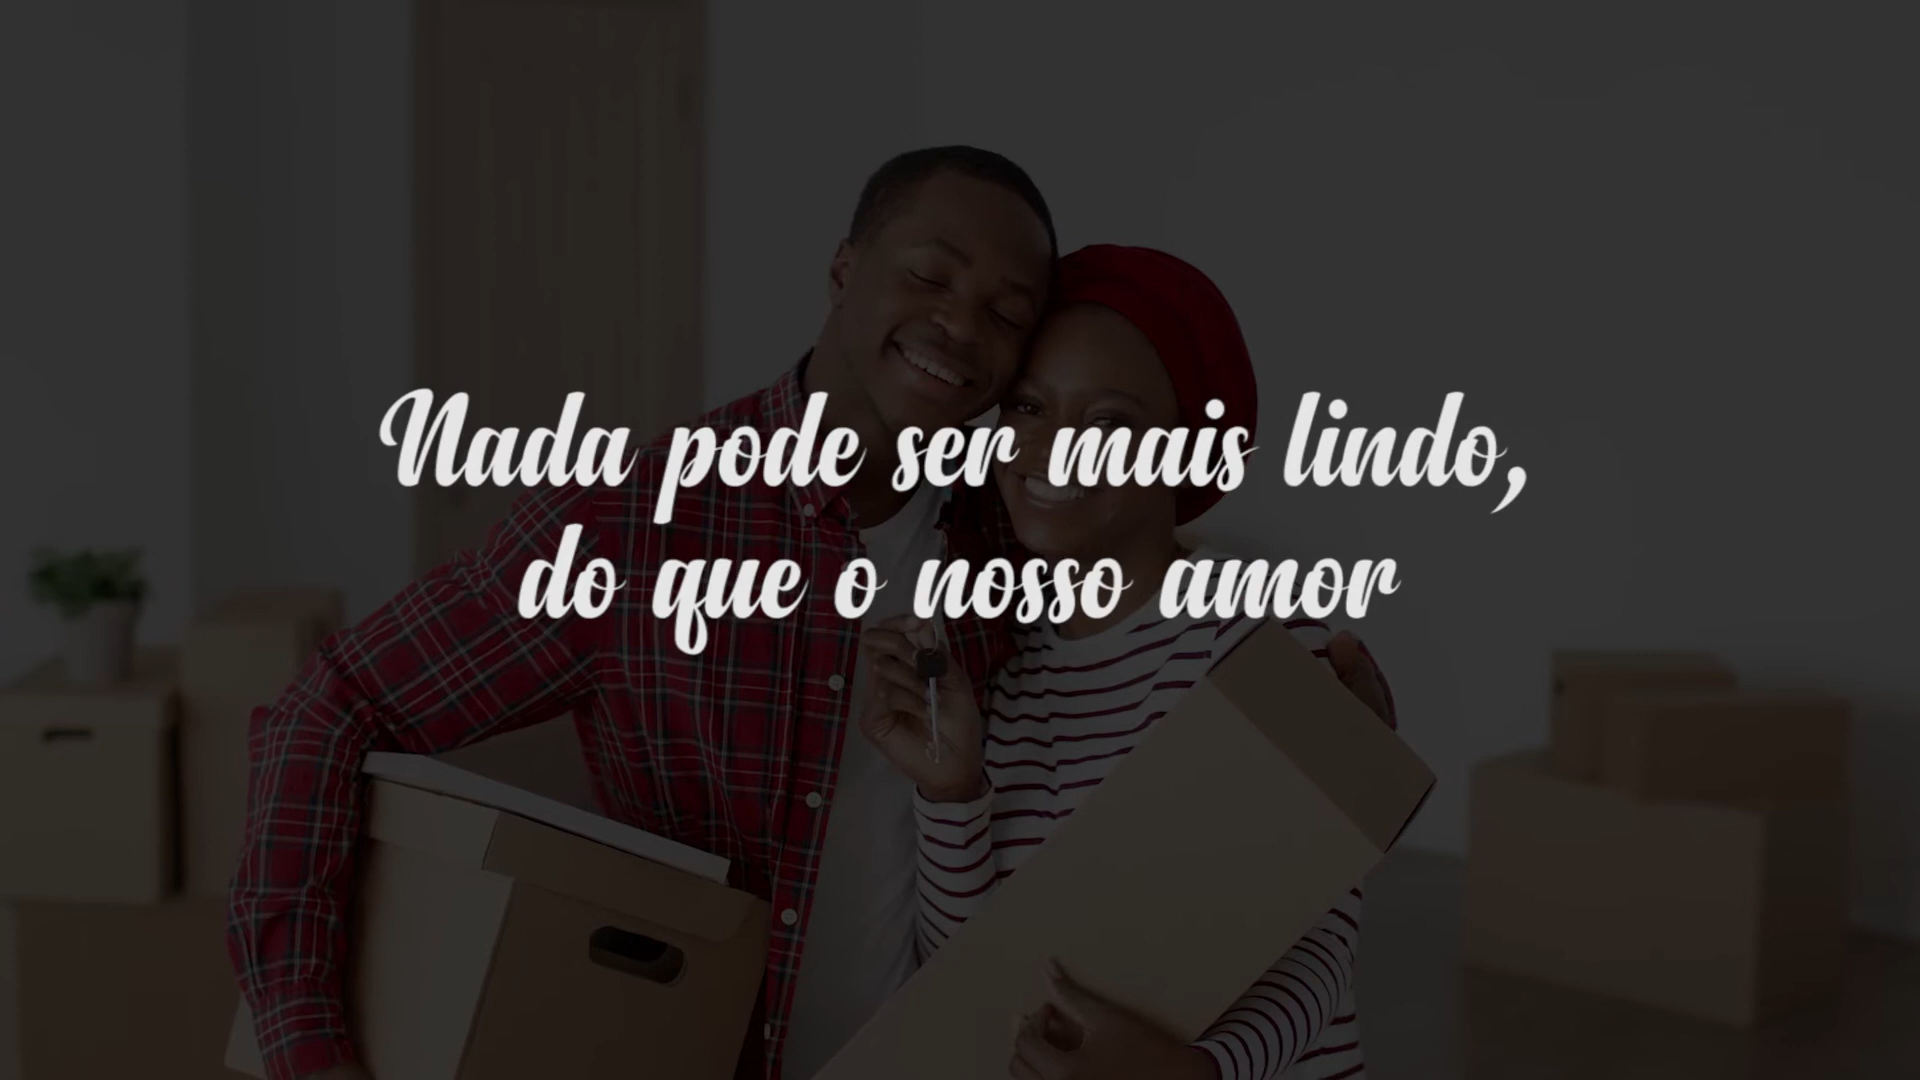 Nada pode ser mais lindo,
do que o nosso amor